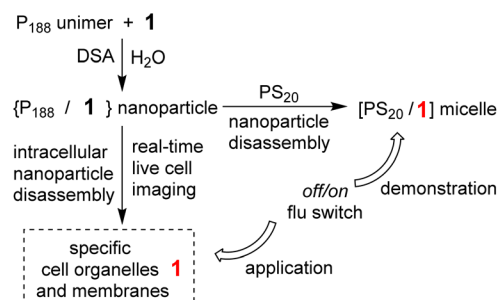 P₁₈₈ unimer + 1
DSA H₂O
{P₁₈₈ / 1 } nanoparticle
PS₂₀
nanoparticle
disassembly
[PS₂₀ / 1] micelle
intracellular
nanoparticle
disassembly
real-time
live cell
imaging
off/on
flu switch
demonstration
application
specific
cell organelles 1
and membranes